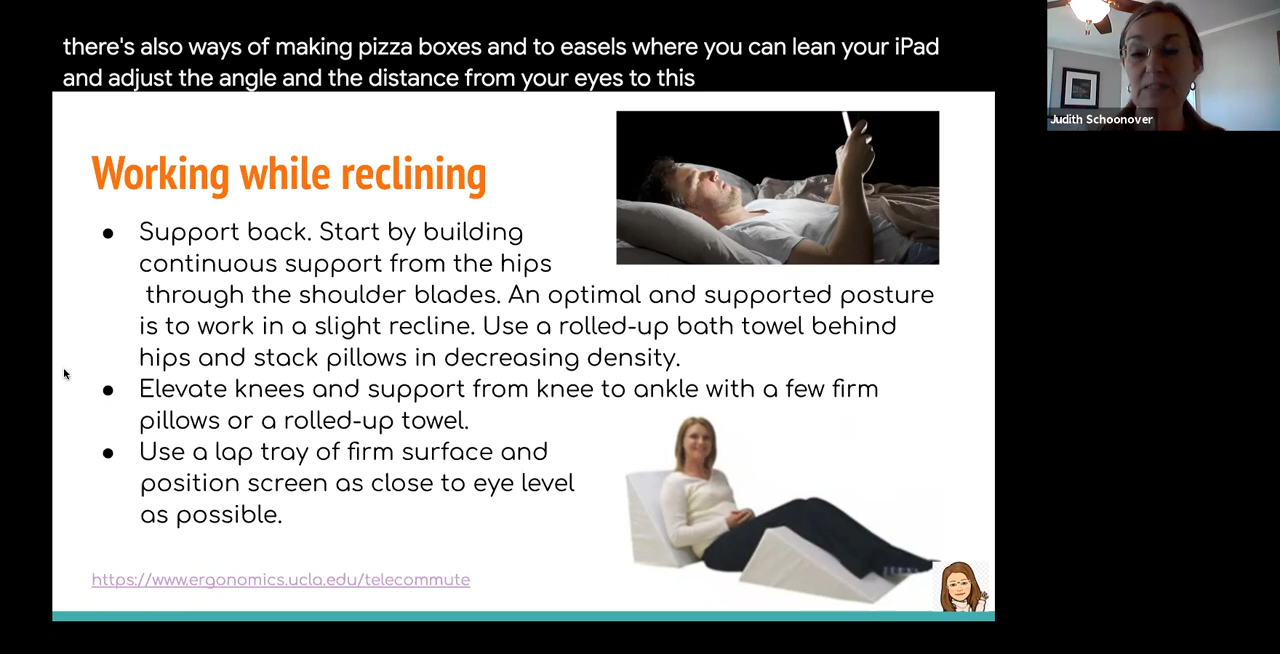 there's also ways of making pizza boxes and to easels where you can lean your iPad
and adjust the angle and the distance from your eyes to this
Judith Schoonover
Working while reclining
● Support back. Start by building
continuous support from the hips
through the shoulder blades. An optimal and supported posture
is to work in a slight recline. Use a rolled-up bath towel behind
hips and stack pillows in decreasing density.
● Elevate knees and support from knee to ankle with a few firm
pillows or a rolled-up towel.
● Use a lap tray of firm surface and
position screen as close to eye level
as possible.
https://www.ergonomics.ucla.edu/telecommute